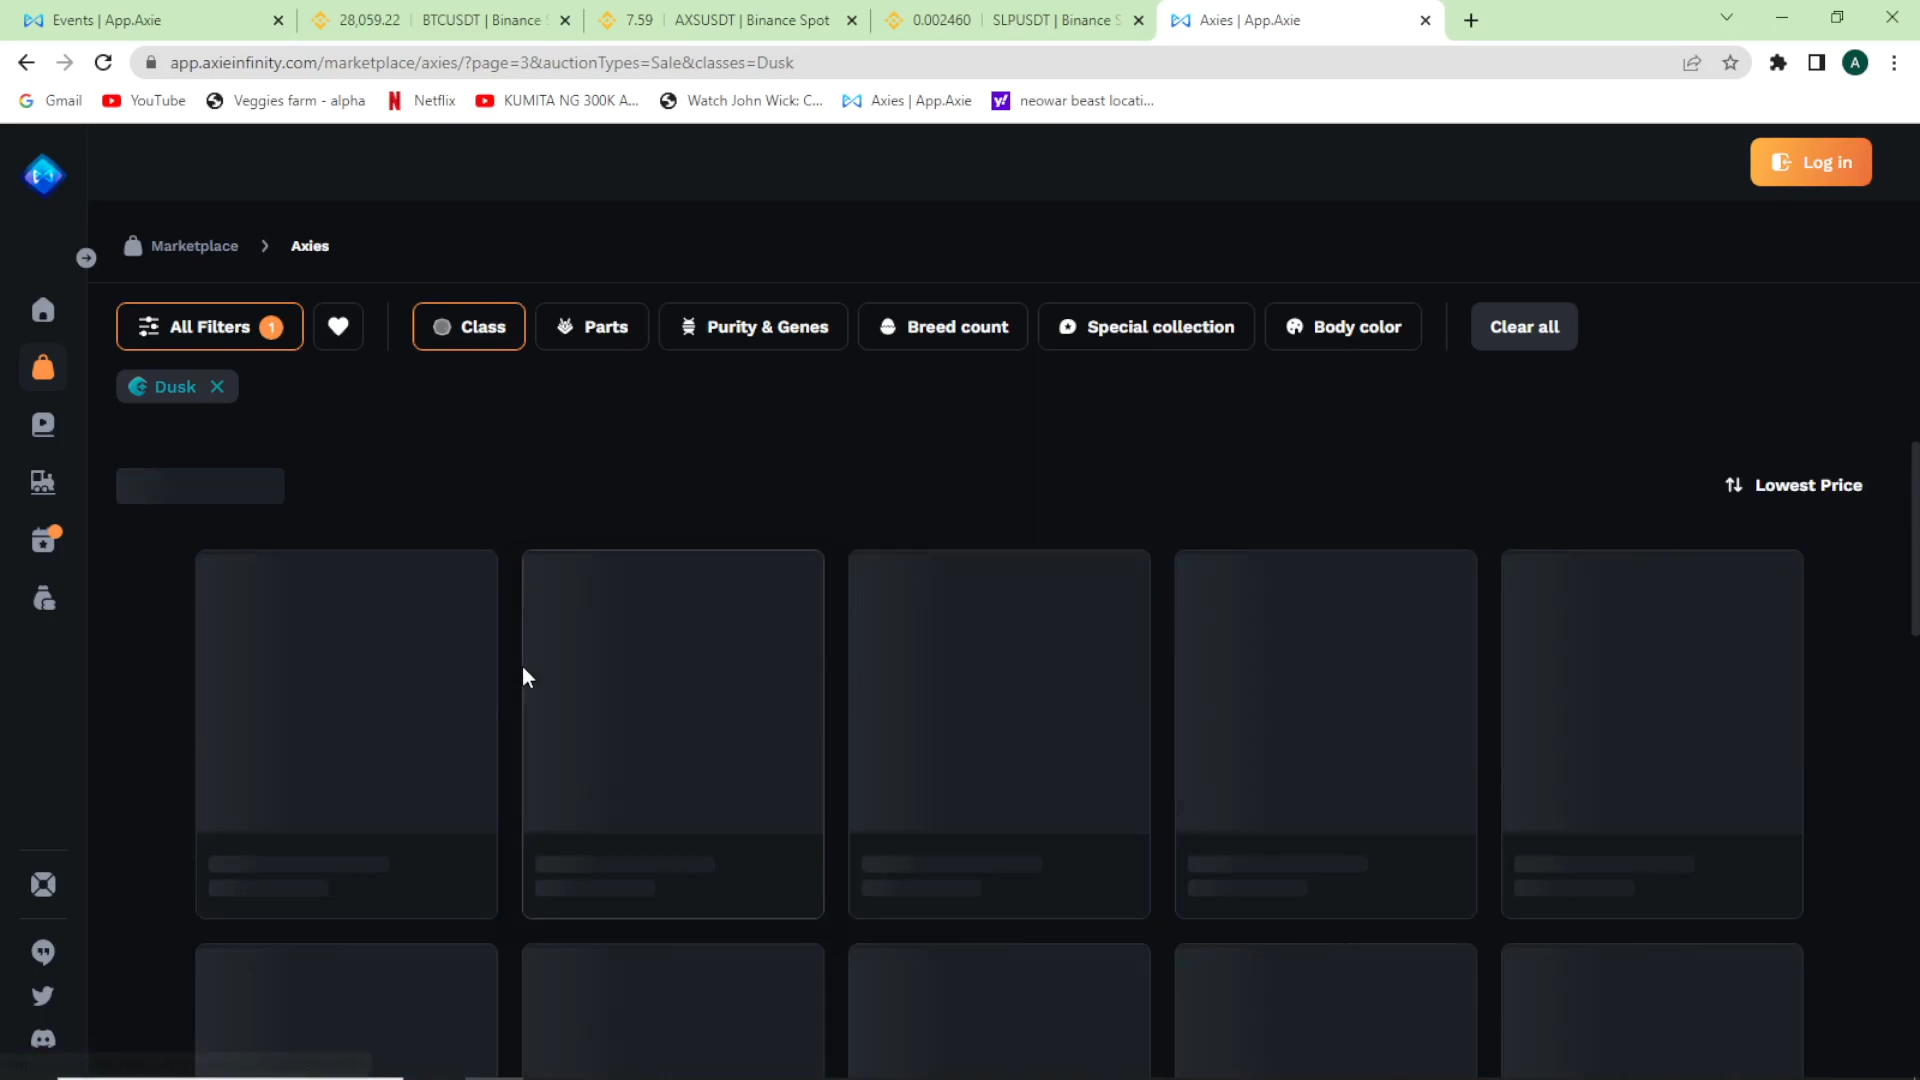 Events | App.Axie
28,059.22 | BTCUSDT | Binance S
7.59 AXSUSDT | Binance Spot
0.002460 | SLPUSDT | Binance S
Axies | App.Axie
app.axieinfinity.com/marketplace/axies/?page=3&auctionTypes=Sale&classes=Dusk
A
G Gmail
YouTube
Veggies farm - alpha
N Netflix
KUMITA NG 300K A...
Watch John Wick: C...
Axies | App.Axie
y! neowar beast locati...
Log in
Marketplace > Axies
All Filters 1
Class
Parts
Purity & Genes
Breed count
Special collection
Body color
Clear all
Dusk
Lowest Price